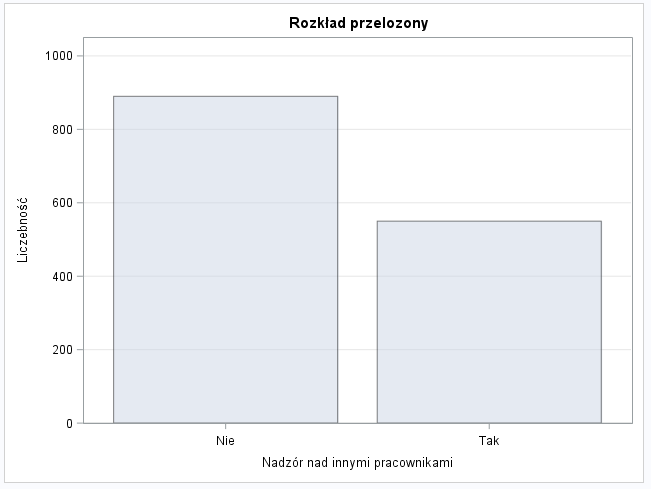 Rozkład przelozony
1000
800
600
400
200
0
Liczebność
Nie
Tak
Nadzór nad innymi pracownikami